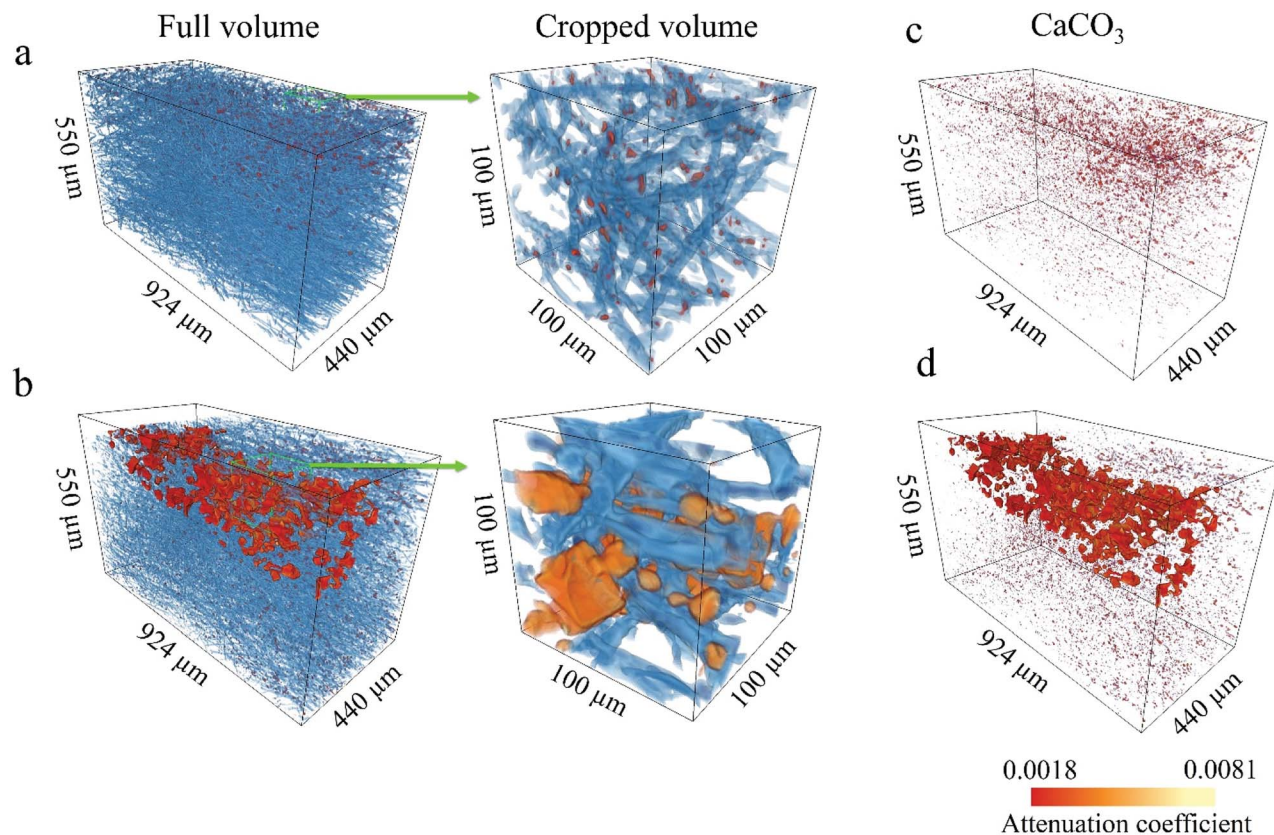 Full volume
Cropped volume
a
550 µm
924 µm
440 µm
100 µm
100 µm
100 µm
c
CaCO₃
550 µm
924 µm
440 µm
b
550 µm
924 µm
440 µm
100 µm
100 µm
100 µm
d
550 µm
924 µm
440 µm
0.0018 0.0081
Attenuation coefficient